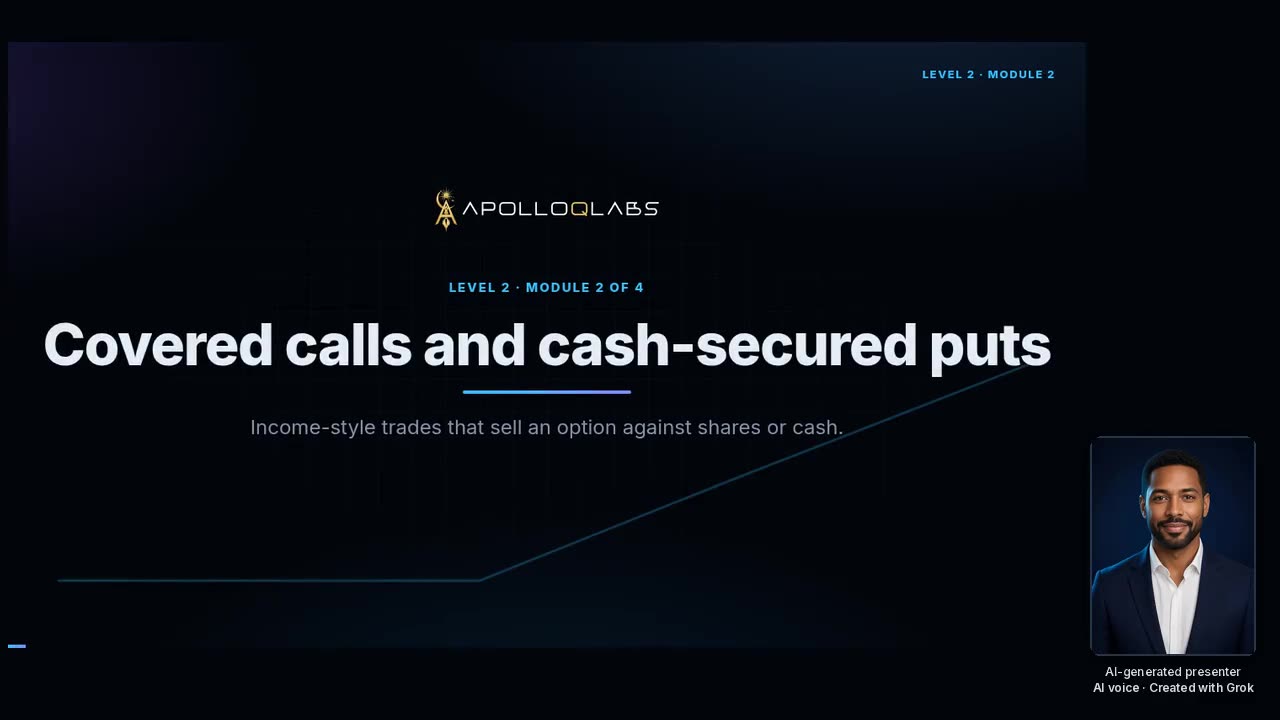 LEVEL 2 · MODULE 2
APOLLOQLABS
LEVEL 2 · MODULE 2 OF 4
Covered calls and cash-secured puts
Income-style trades that sell an option against shares or cash.
AI-generated presenter
AI voice · Created with Grok